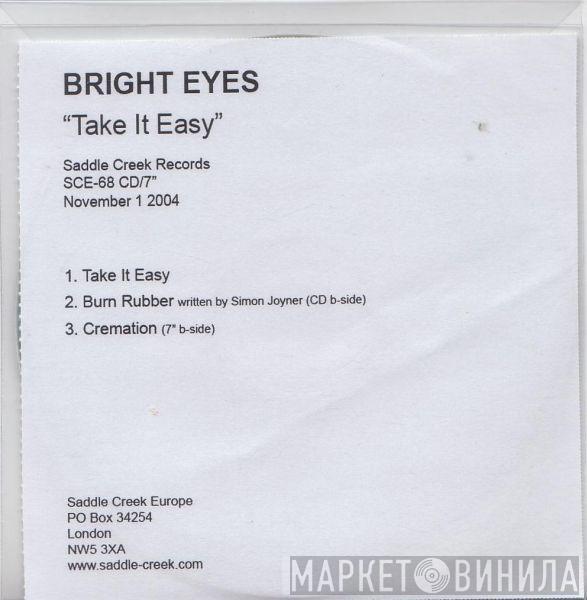 BRIGHT EYES
“Take It Easy”
Saddle Creek Records
SCE-68 CD/7”
November 1 2004
1. Take It Easy
2. Burn Rubber written by Simon Joyner (CD b-side)
3. Cremation (7" b-side)
Saddle Creek Europe
PO Box 34254
London
NW5 3XA
www.saddle-creek.com
МАРКЕТ ВИНИЛА